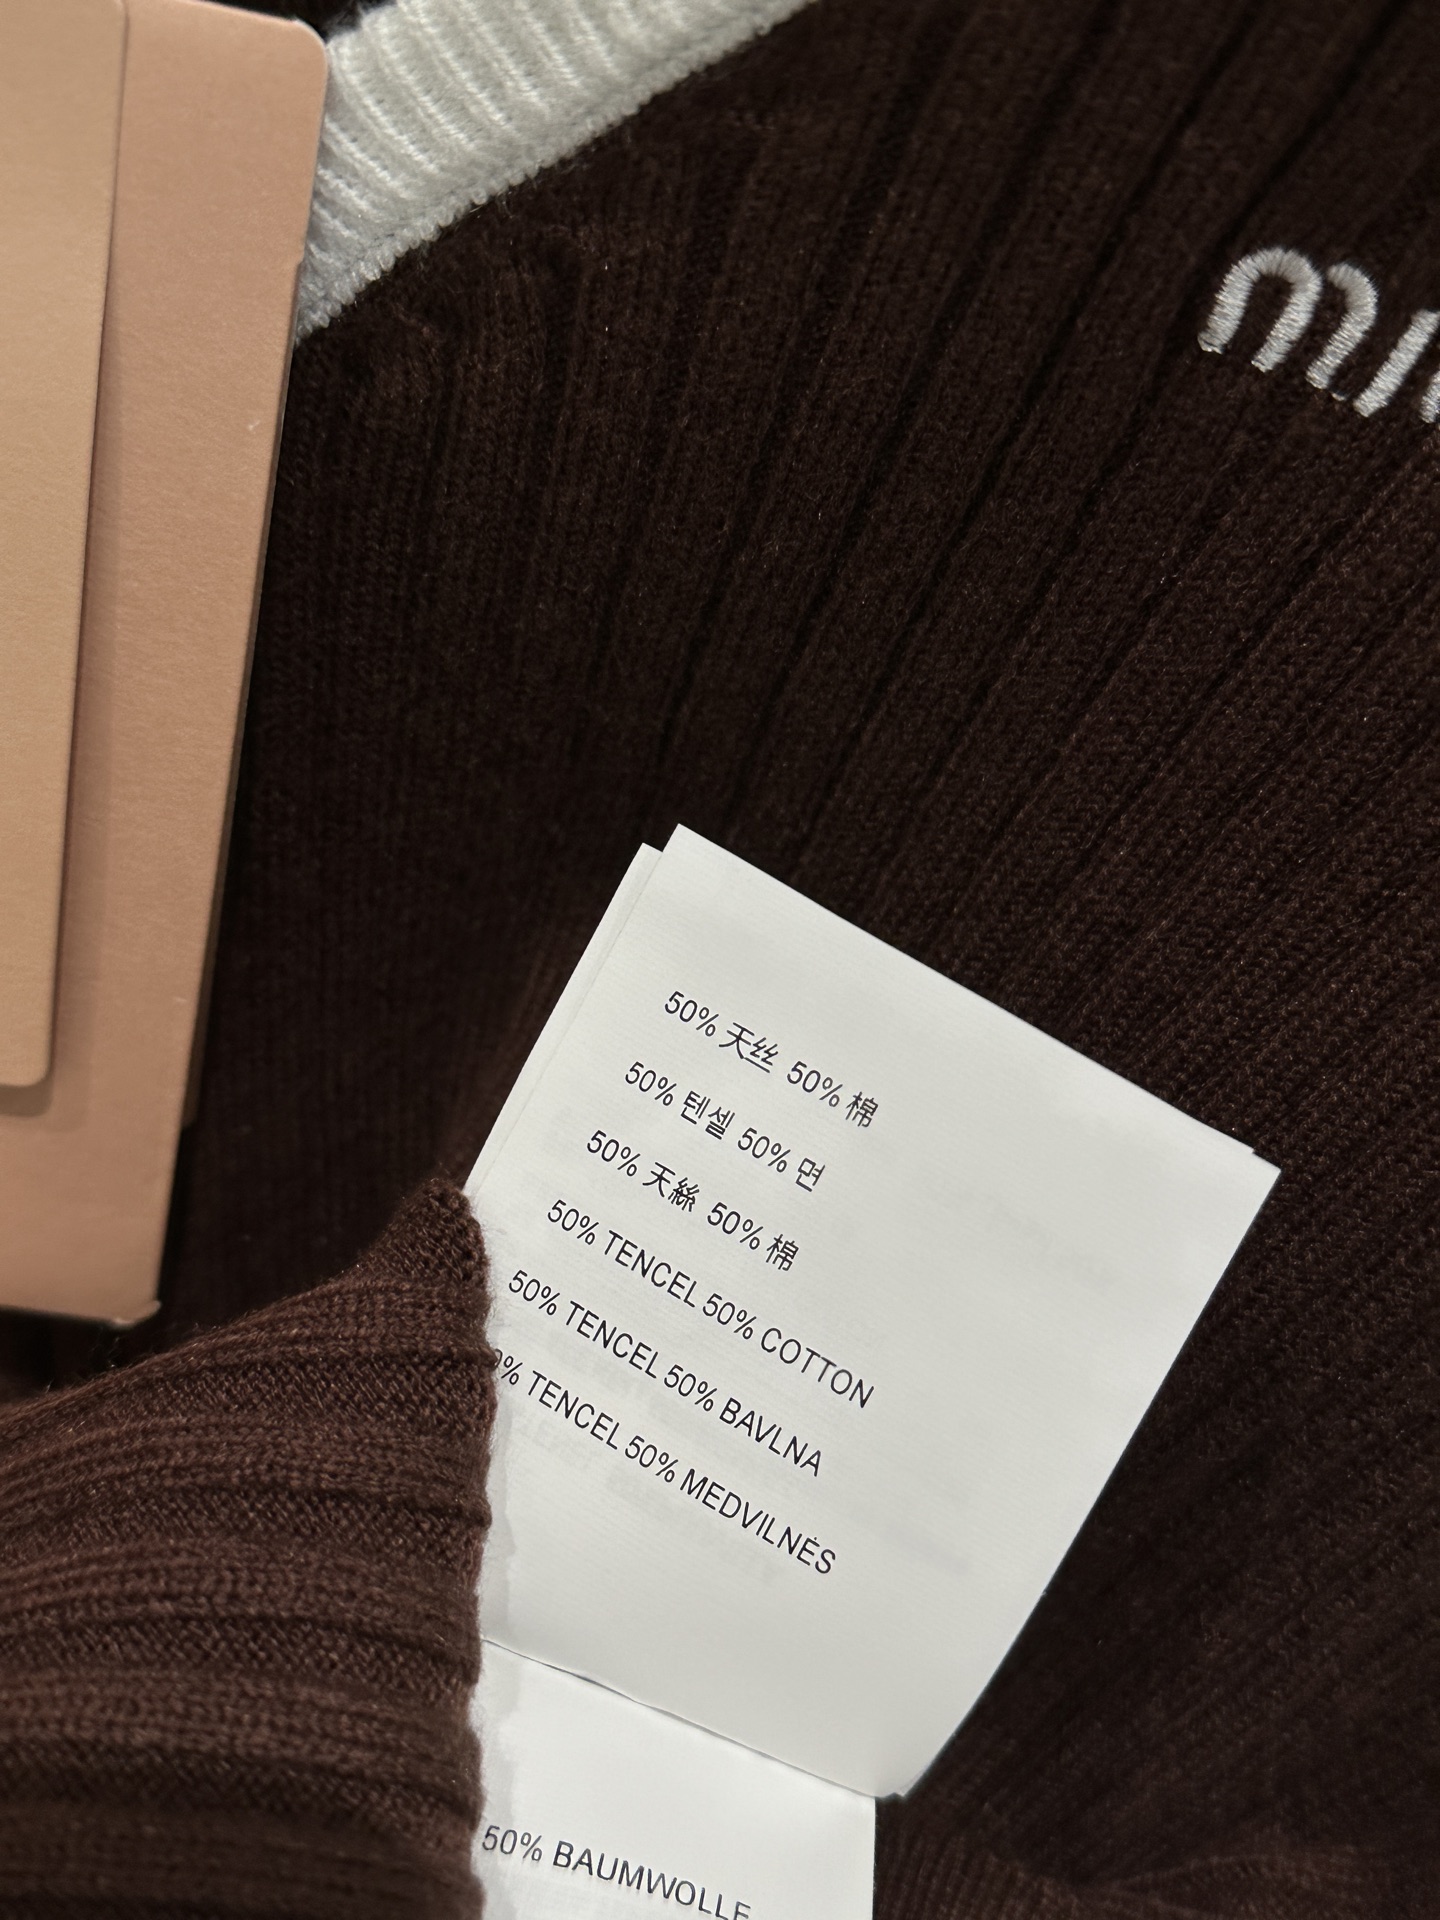 50% 天丝 50% 棉
50% 텐셀 50% 면
50% 天絲 50% 棉
50% TENCEL 50% COTTON
50% TENCEL 50% BAVLNA
% TENCEL 50% MEDVILNĖS
50% BAUMWOLLE